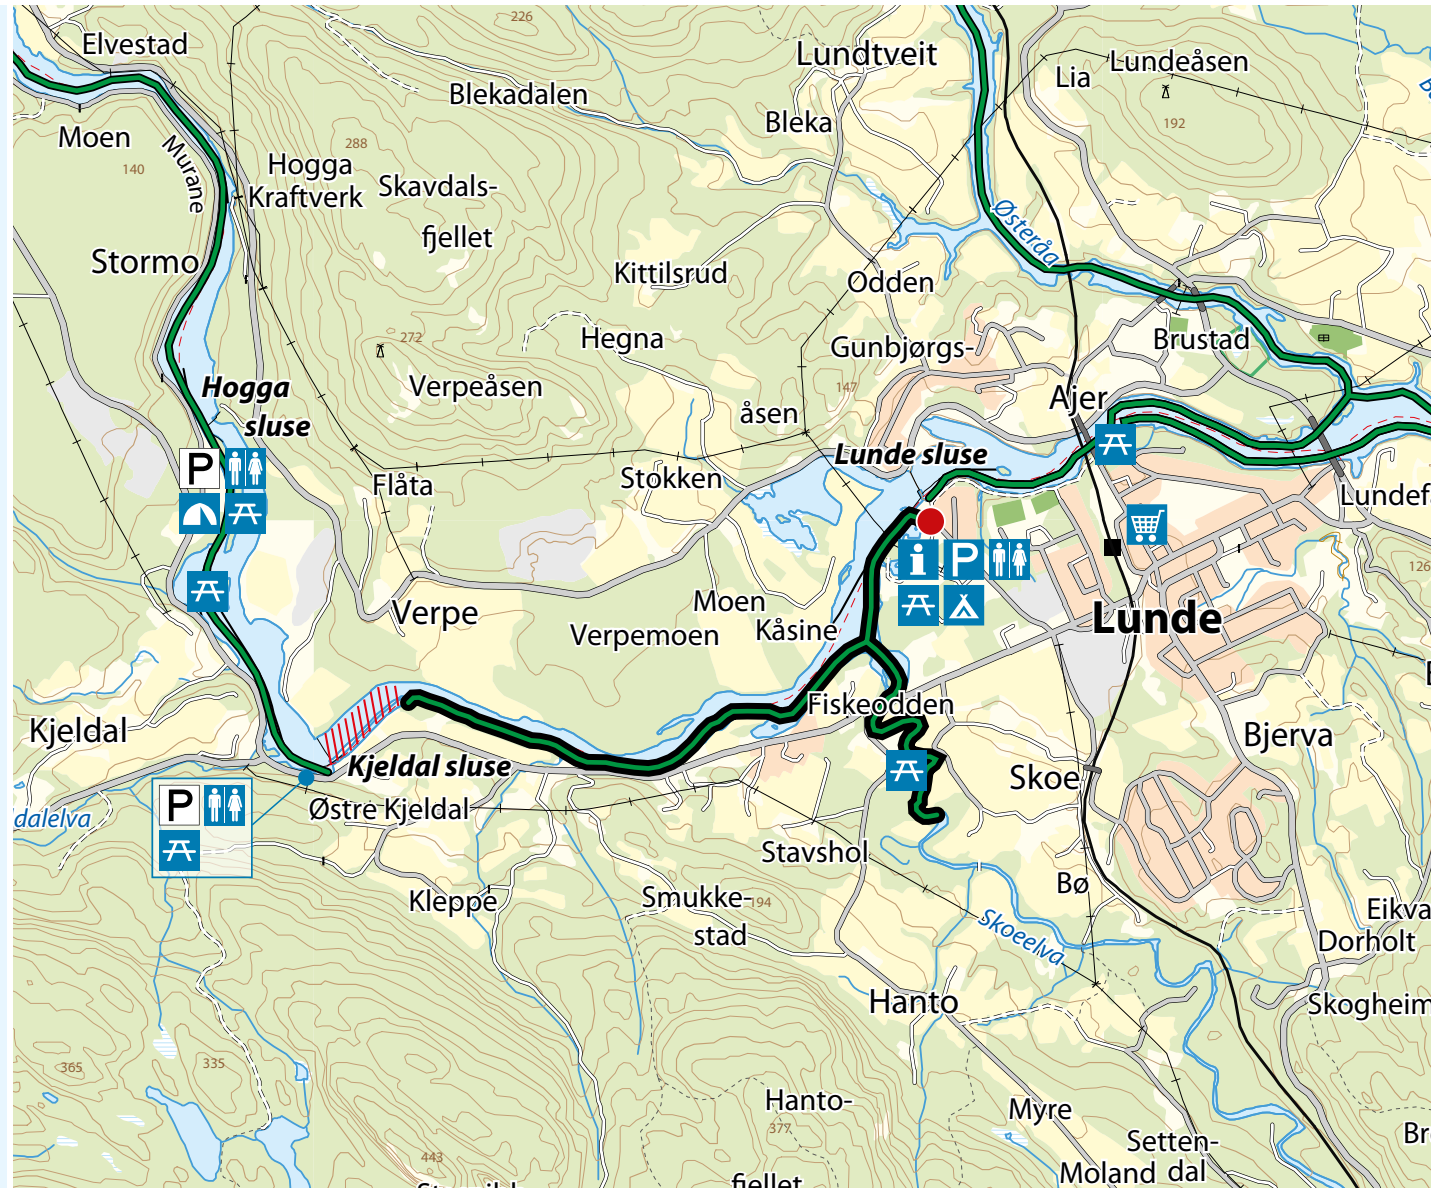 226
Elvestad
Lundtveit
Lundeåsen
Lia
Blekadalen
Bleka
192
Moen
Murane
288
140
Hogga
Kraftverk
Skavdals-
fjellet
Østeråa
Stormo
Kittilsrud
Odden
272
Hegna
Gunbjørgs-
Brustad
Verpeåsen
147
Hogga
sluse
åsen
Ajer
Lunde sluse
P
Flåta
Stokken
Lundef
i P
126
Verpe
Moen
Verpemoen
Kåsine
Lunde
Kjeldal
Fiskeodden
Bjerva
Kjeldal sluse
Skoe
P
dalelva
Østre Kjeldal
Stavshol
Bø
Kleppe
Smukke-
194
stad
Skoeelva
Eikva
Dorholt
Hanto
Skogheim
365
335
Hanto-
377
Myre
Br
443
Setten-
Moland dal
fjellet